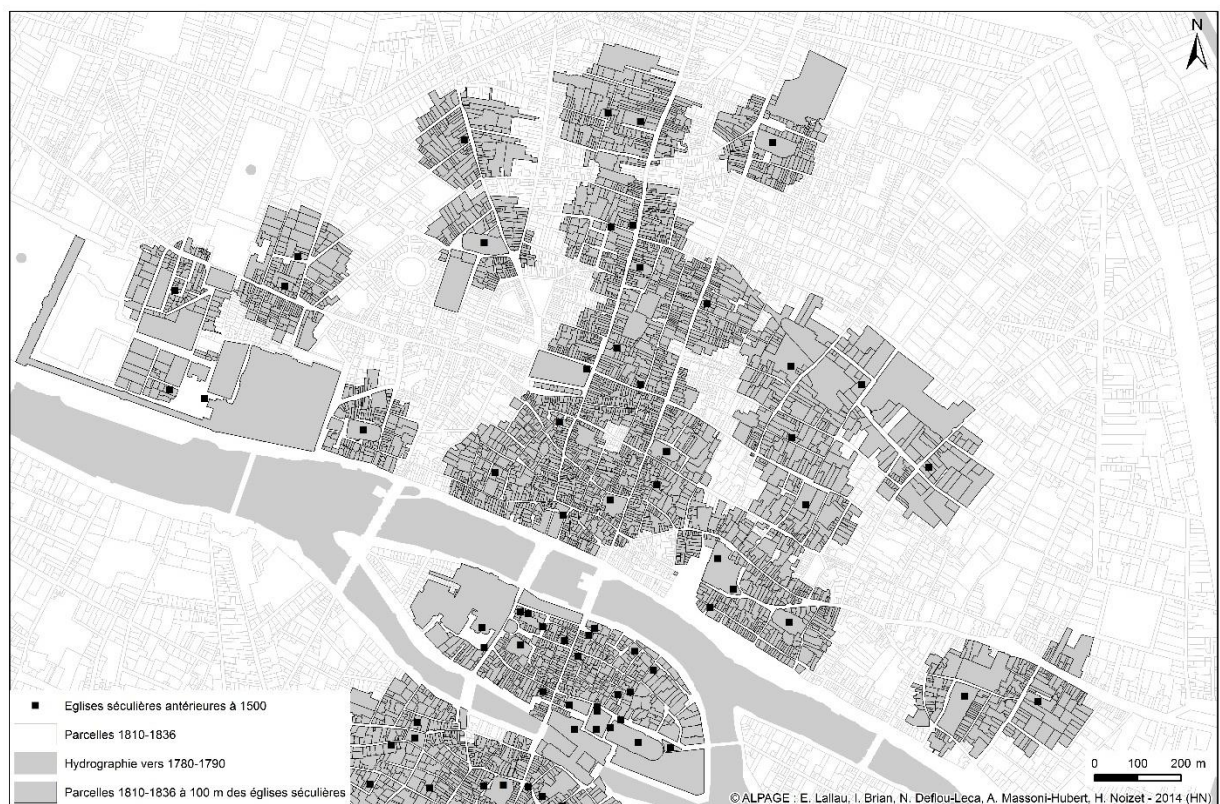 N
Eglises séculières antérieures à 1500
Parcelles 1810-1836
Hydrographie vers 1780-1790
Parcelles 1810-1836 à 100 m des églises séculières
0 100 200 m
© ALPAGE : E. Lallau, I. Brian, N. Deflou-Leca, A. Massoni-Hubert, H. Noizet - 2014 (HN)